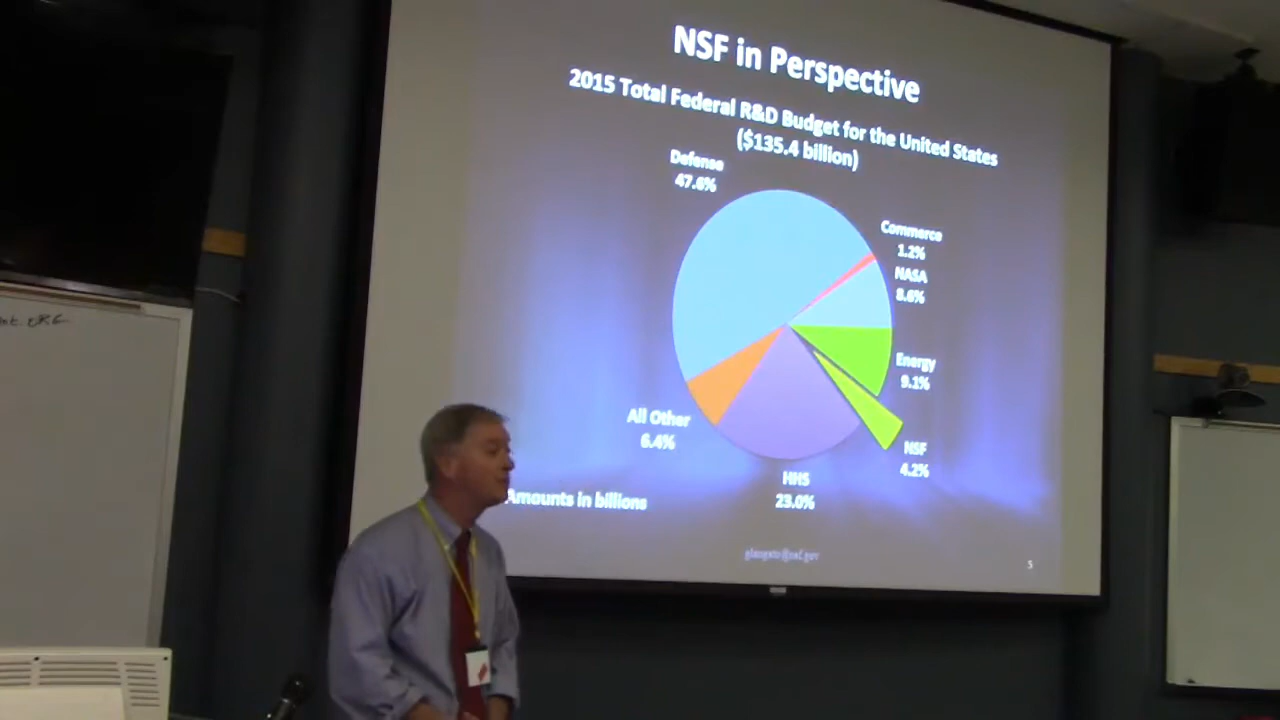 NSF in Perspective
2015 Total Federal R&D Budget for the United States
($135.4 billion)
Defense
47.6%
Commerce
1.2%
NASA
8.6%
Energy
9.1%
NSF
4.2%
HHS
23.0%
All Other
6.4%
Amounts in billions
5